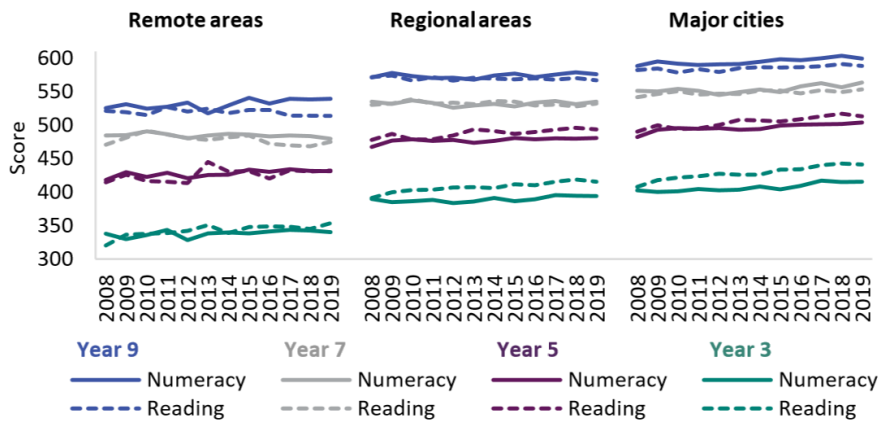 Remote areas Regional areas Major cities
600
550
500
450
400
350
300
Score
2008 2009 2010 2011 2012 2013 2014 2015 2016 2017 2018 2019 2008 2009 2010 2011 2012 2013 2014 2015 2016 2017 2018 2019 2008 2009 2010 2011 2012 2013 2014 2015 2016 2017 2018 2019
Year 9 Year 7 Year 5 Year 3
Numeracy Numeracy Numeracy Numeracy
Reading Reading Reading Reading